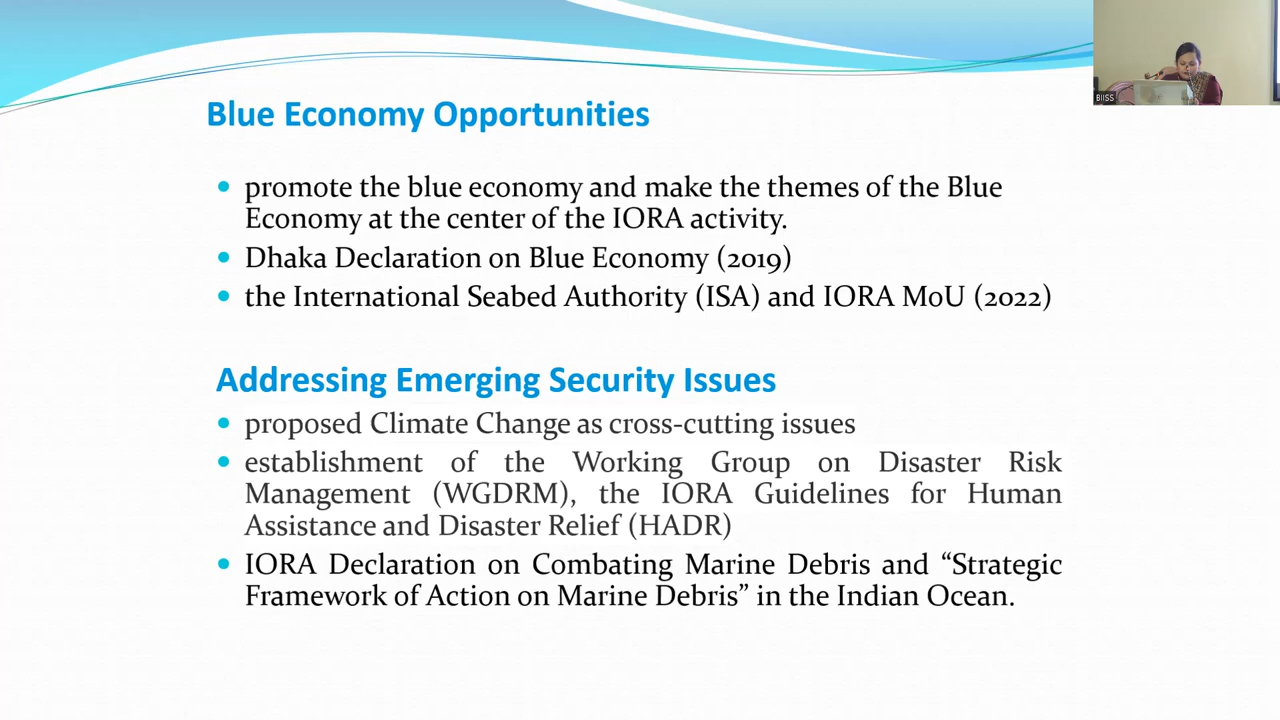 BIISS
Blue Economy Opportunities
promote the blue economy and make the themes of the Blue
Economy at the center of the IORA activity.
Dhaka Declaration on Blue Economy (2019)
the International Seabed Authority (ISA) and IORA MoU (2022)
Addressing Emerging Security Issues
proposed Climate Change as cross-cutting issues
establishment of the Working Group on Disaster Risk
Management (WGDRM), the IORA Guidelines for Human
Assistance and Disaster Relief (HADR)
IORA Declaration on Combating Marine Debris and “Strategic
Framework of Action on Marine Debris” in the Indian Ocean.